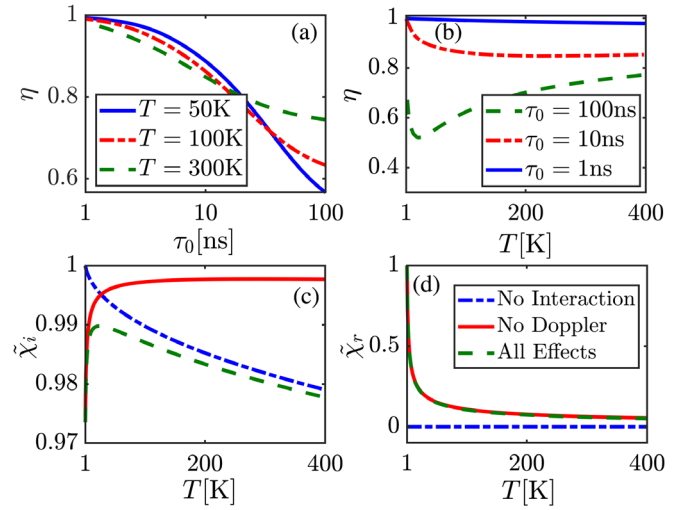 1
0.8
0.6
η
(a)
T = 50K
T = 100K
T = 300K
1
10
100
τ₀[ns]
1
0.8
0.6
0.4
η
(b)
τ₀ = 100ns
τ₀ = 10ns
τ₀ = 1ns
1
200
400
T[K]
1
0.99
0.98
0.97
χ̃ᵢ
(c)
1
200
400
T[K]
1
0.5
0
χ̃ᵣ
(d)
No Interaction
No Doppler
All Effects
1
200
400
T[K]